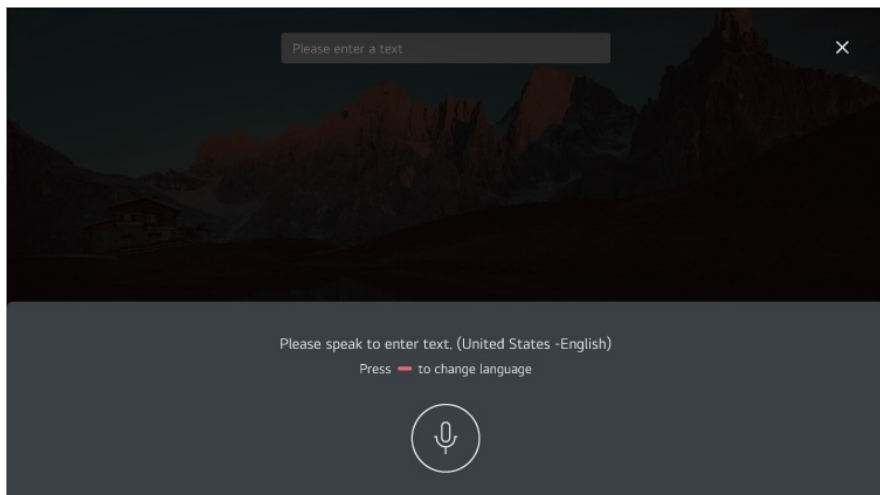 Please enter a text
Please speak to enter text. (United States -English)
Press to change language